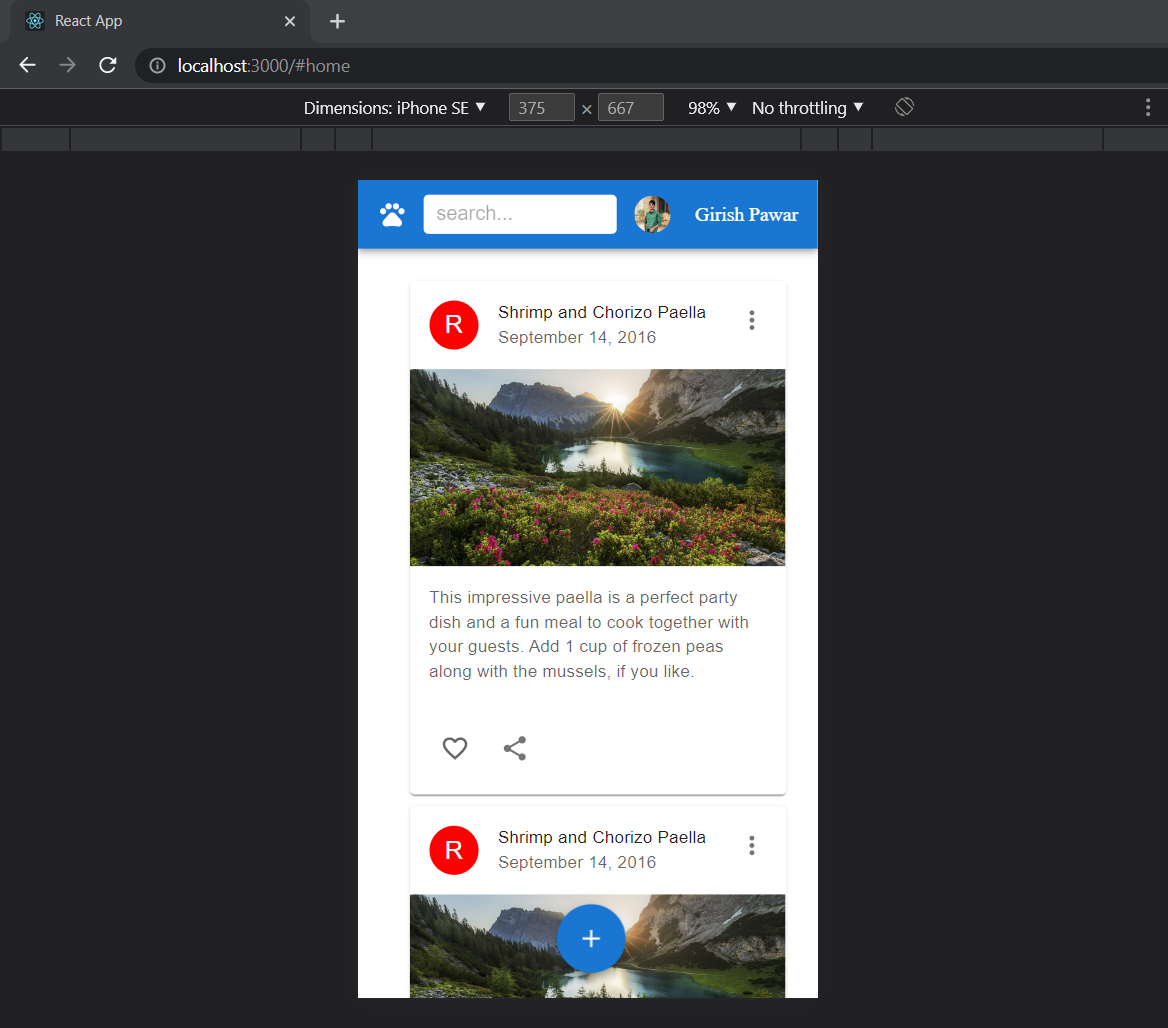 React App
localhost:3000/#home
Dimensions: iPhone SE 375 × 667 98% No throttling
search... Girish Pawar
R Shrimp and Chorizo Paella
September 14, 2016
This impressive paella is a perfect party
dish and a fun meal to cook together with
your guests. Add 1 cup of frozen peas
along with the mussels, if you like.
R Shrimp and Chorizo Paella
September 14, 2016